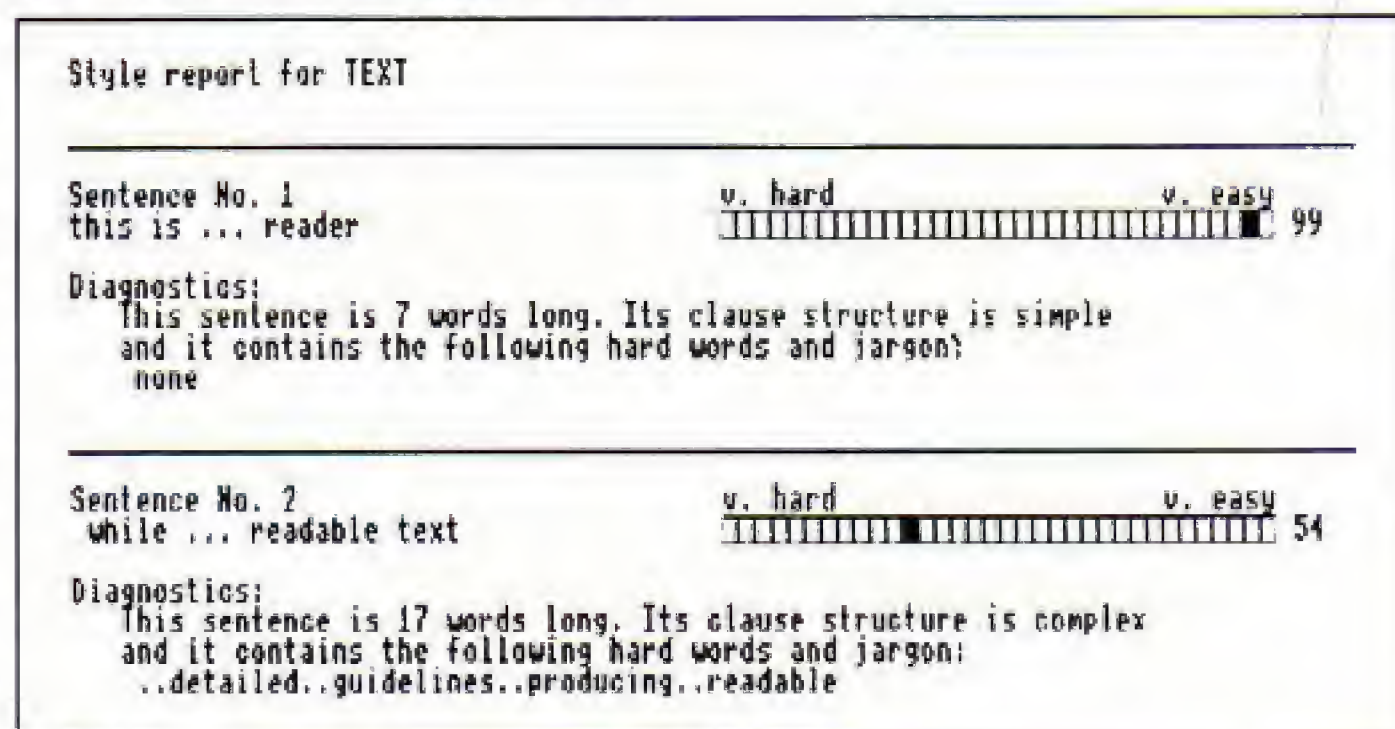 Style report for TEXT
Sentence No. 1 v. hard v. easy
this is ... reader 99
Diagnostics:
This sentence is 7 words long. Its clause structure is simple
and it contains the following hard words and jargon:
none
Sentence No. 2 v. hard v. easy
while ... readable text 54
Diagnostics:
This sentence is 17 words long. Its clause structure is complex
and it contains the following hard words and jargon:
..detailed..guidelines..producing..readable